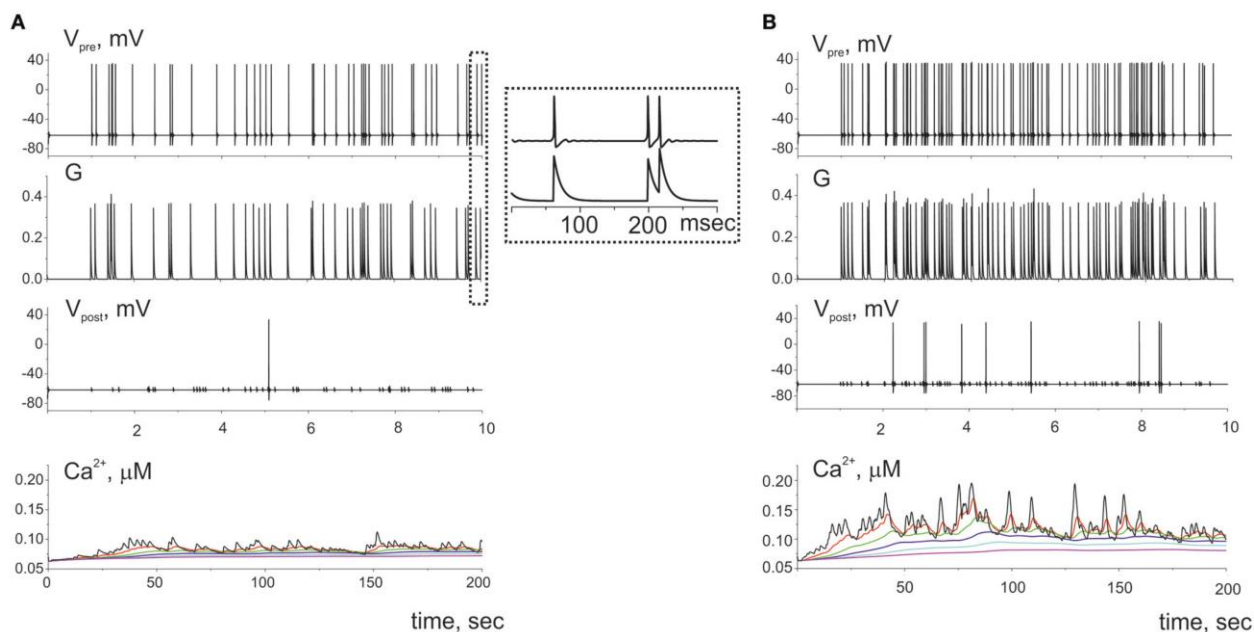 A
V_pre, mV
40
0
-40
-80
G
0.4
0.2
0.0
V_post, mV
40
0
-40
-80
2 4 6 8 10
Ca²⁺, μM
0.20
0.15
0.10
0.05
0 50 100 150 200
time, sec
100 200 msec
B
V_pre, mV
40
0
-40
-80
G
0.4
0.2
0.0
V_post, mV
40
0
-40
-80
2 4 6 8 10
Ca²⁺, μM
0.20
0.15
0.10
0.05
50 100 150 200
time, sec